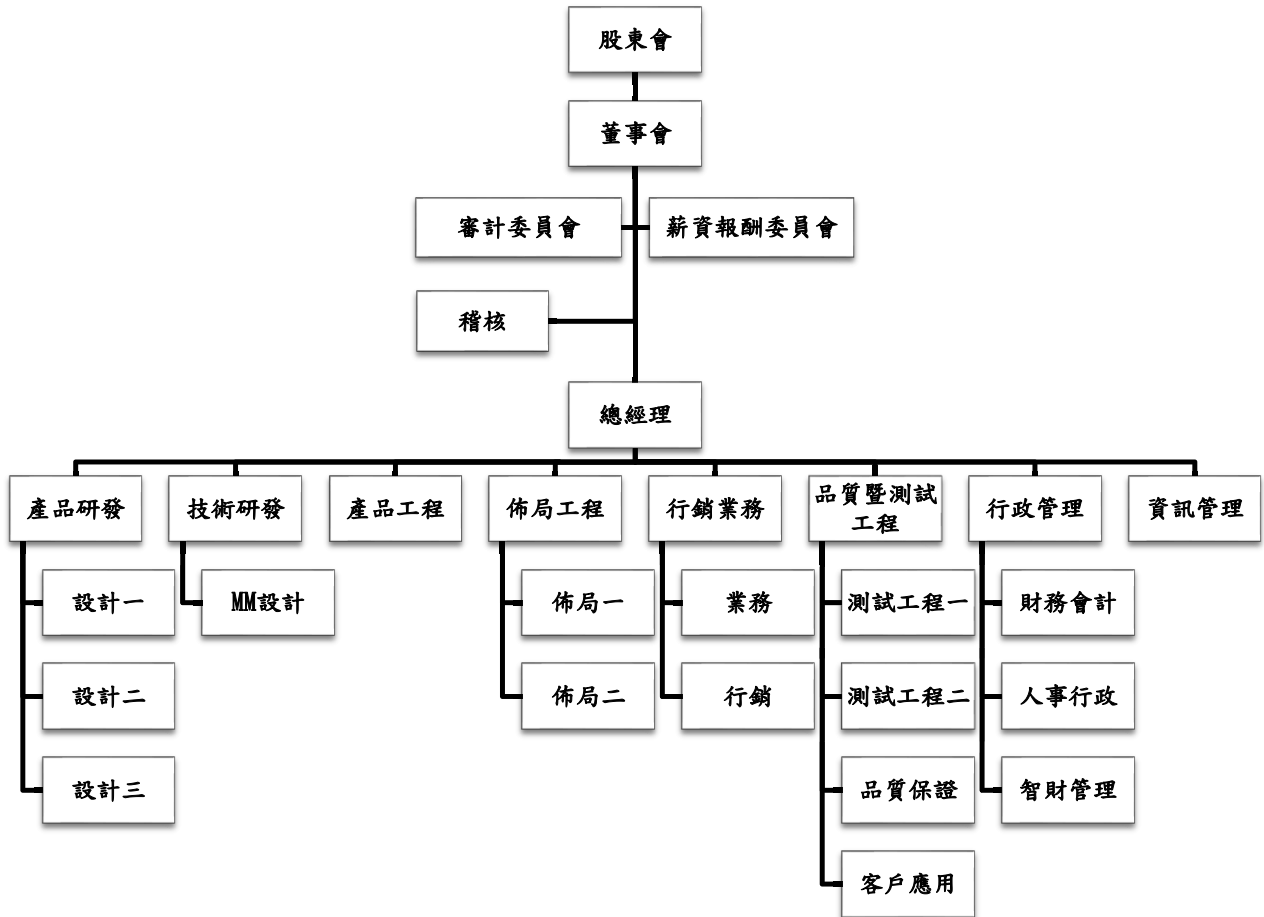 股東會
董事會
審計委員會
薪資報酬委員會
稽核
總經理
產品研發
技術研發
產品工程
佈局工程
行銷業務
品質暨測試
工程
行政管理
資訊管理
設計一
MM設計
佈局一
業務
測試工程一
財務會計
設計二
佈局二
行銷
測試工程二
人事行政
設計三
品質保證
智財管理
客戶應用